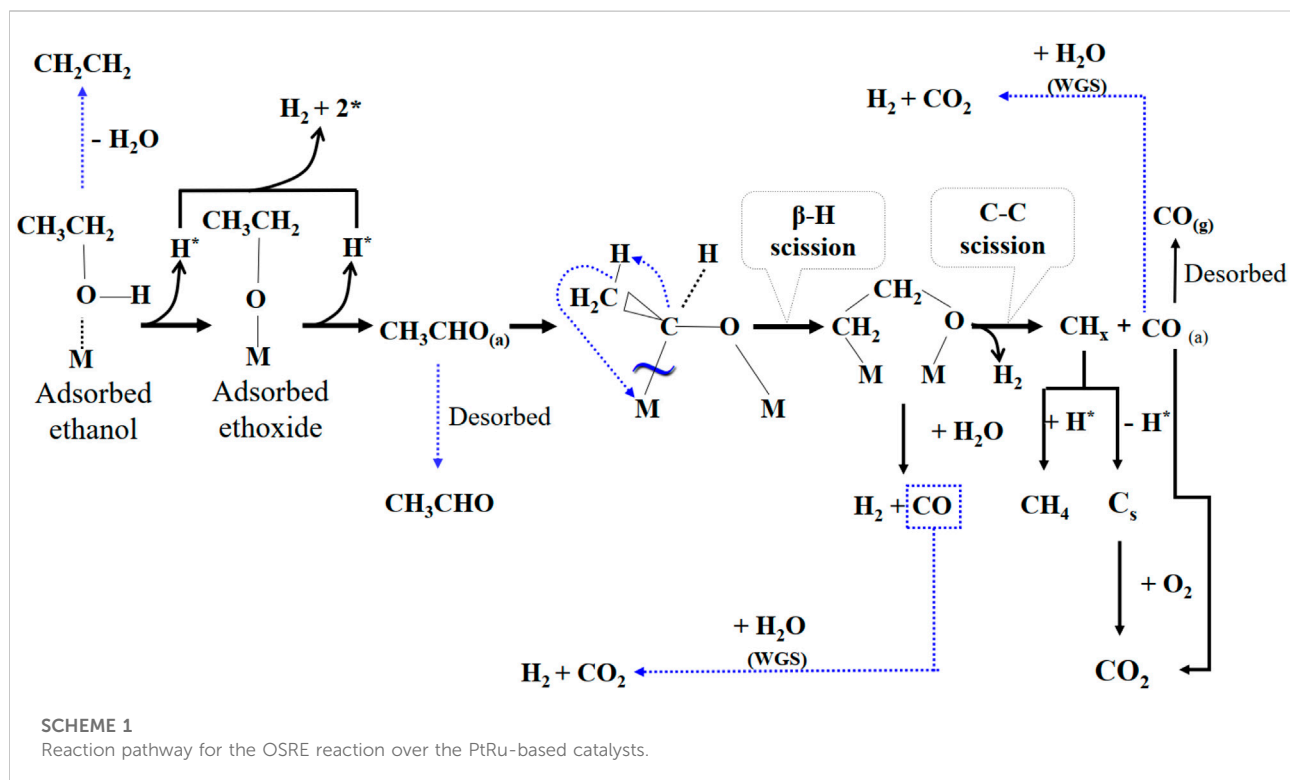 CH₂CH₂
- H₂O
H₂ + 2*
CH₃CH₂
O
H
M
Adsorbed
ethanol
H*
CH₃CH₂
O
M
Adsorbed
ethoxide
H*
CH₃CHO(a)
Desorbed
CH₃CHO
H
H
H₂C
C
O
M
M
β-H
scission
CH₂
CH₂
O
M
M
+ H₂O
H₂ + CO
+ H₂O
(WGS)
H₂ + CO₂
C-C
scission
H₂
CHₓ + CO (a)
+ H₂O
(WGS)
H₂ + CO₂
CO(g)
Desorbed
+ H*
- H*
CH₄
Cₛ
+ O₂
CO₂
SCHEME 1
Reaction pathway for the OSRE reaction over the PtRu-based catalysts.